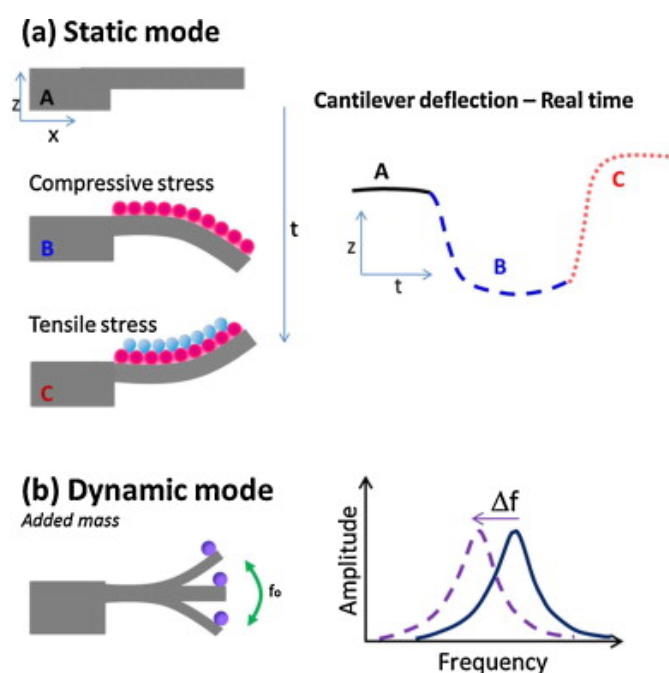 (a) Static mode
A
z
x
Cantilever deflection – Real time
Compressive stress
B
t
A
z
t
B
C
Tensile stress
C
(b) Dynamic mode
Added mass
f₀
Δf
Amplitude
Frequency